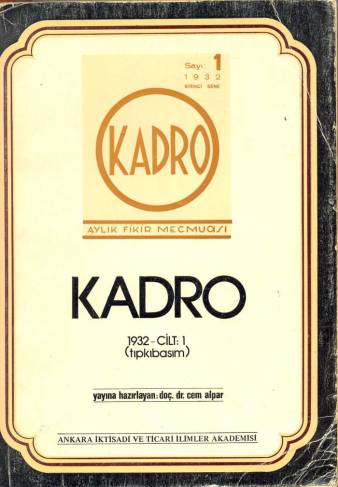 Sayı: 1
1932
BİRİNCİ SENE
KADRO
AYLIK FİKİR MECMUASI
KADRO
1932-CİLT: 1
(tıpkıbasım)
yayına hazırlayan: doç. dr. cem alpar
ANKARA İKTİSADİ VE TİCARİ İLİMLER AKADEMİSİ